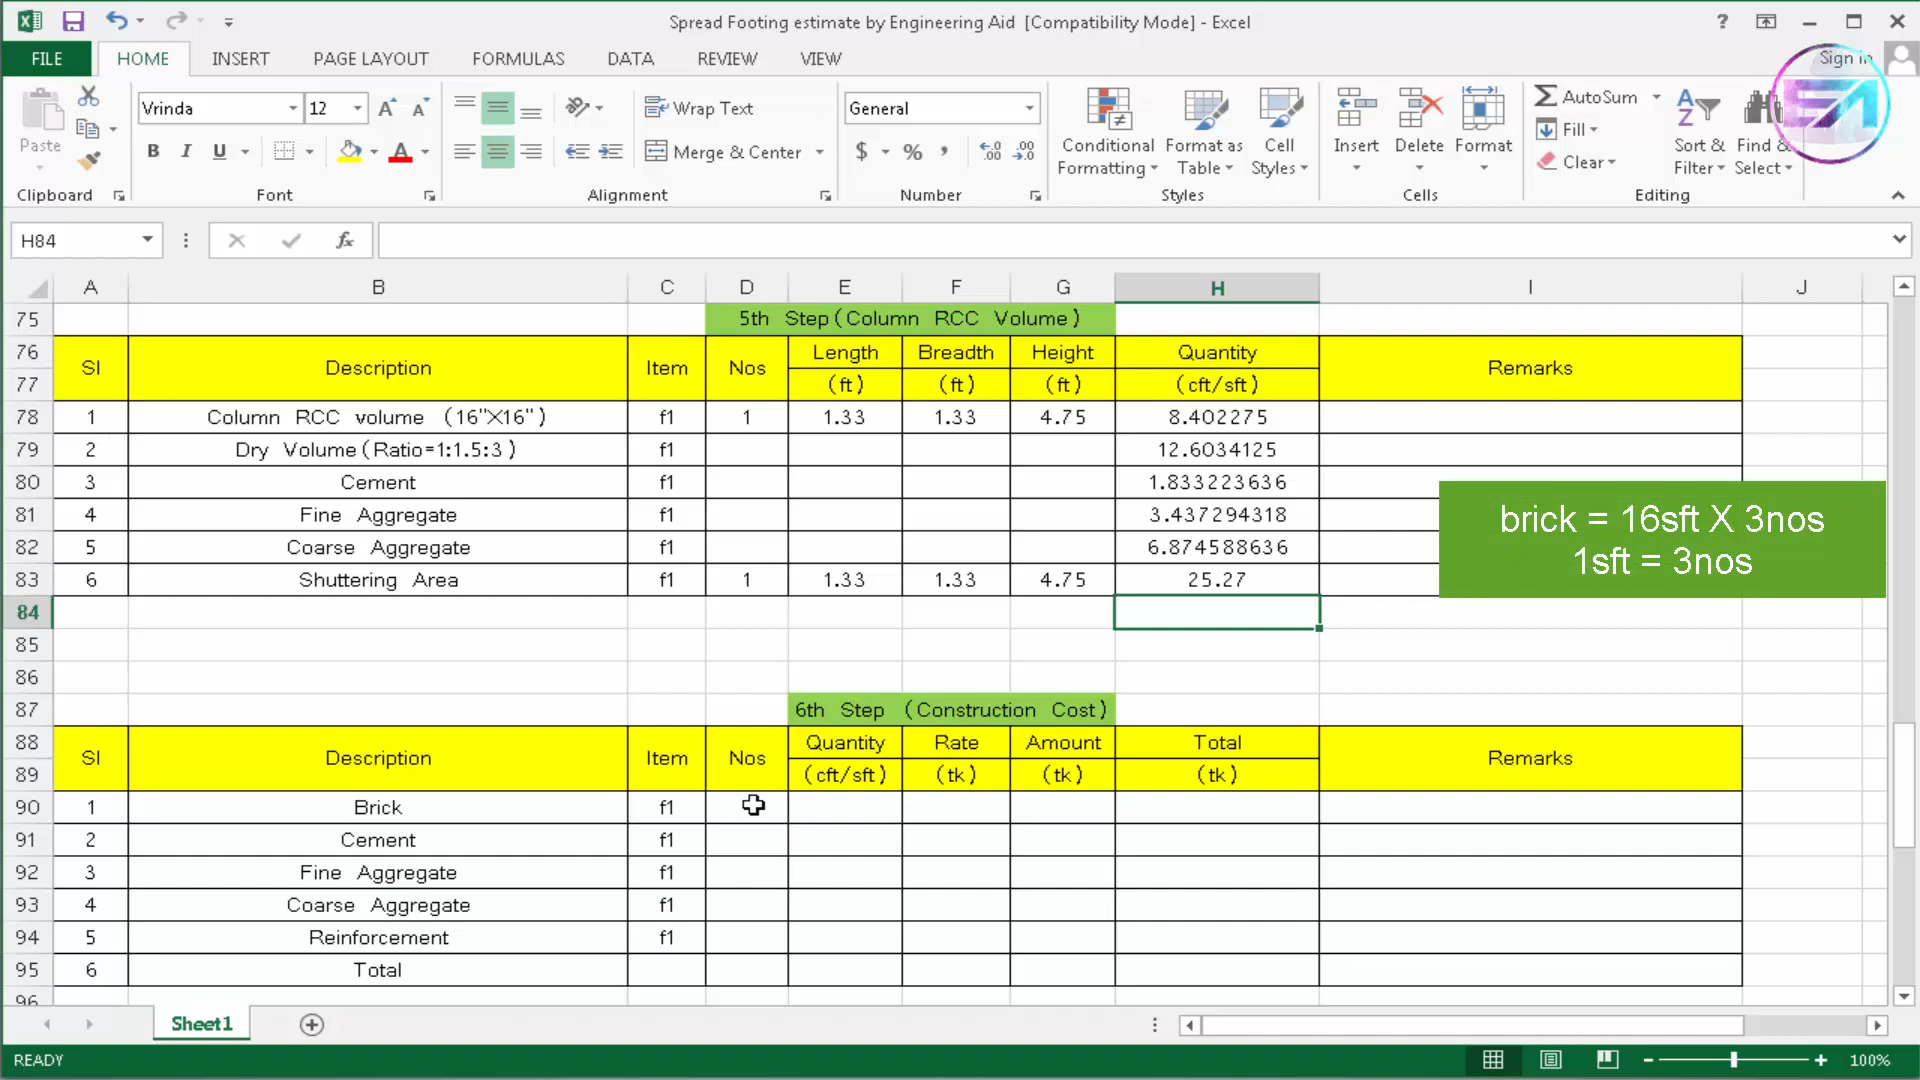 Spread Footing estimate by Engineering Aid [Compatibility Mode] - Excel
FILE HOME INSERT PAGE LAYOUT FORMULAS DATA REVIEW VIEW Sign in
Paste Vrinda 12 Wrap Text General Conditional Formatting Format as Table Cell Styles Insert Delete Format AutoSum Fill Clear Sort & Filter Find & Select
B I U Merge & Center $ % ,
Clipboard Font Alignment Number Styles Cells Editing
H84 fx
A B C D E F G H I J
75 5th Step(Column RCC Volume)
76 Sl Description Item Nos Length Breadth Height Quantity Remarks
77 (ft) (ft) (ft) (cft/sft)
78 1 Column RCC volume (16"X16") f1 1 1.33 1.33 4.75 8.402275
79 2 Dry Volume(Ratio=1:1.5:3) f1 12.6034125
80 3 Cement f1 1.833223636
81 4 Fine Aggregate f1 3.437294318
82 5 Coarse Aggregate f1 6.874588636
83 6 Shuttering Area f1 1 1.33 1.33 4.75 25.27
brick = 16sft X 3nos
1sft = 3nos
84
85
86
87 6th Step (Construction Cost)
88 Sl Description Item Nos Quantity Rate Amount Total Remarks
89 (cft/sft) (tk) (tk) (tk)
90 1 Brick f1
91 2 Cement f1
92 3 Fine Aggregate f1
93 4 Coarse Aggregate f1
94 5 Reinforcement f1
95 6 Total
96
Sheet1
READY 100%